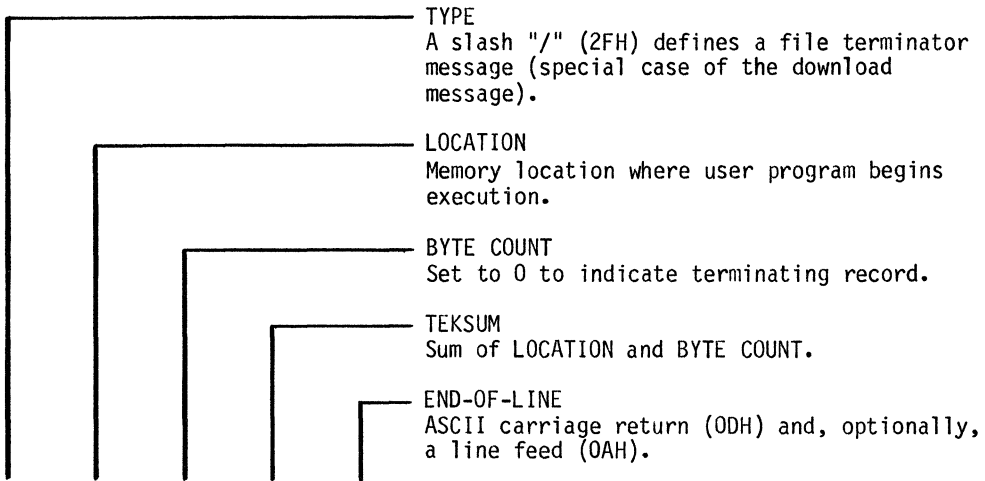 TYPE
A slash "/" (2FH) defines a file terminator
message (special case of the download
message).
LOCATION
Memory location where user program begins
execution.
BYTE COUNT
Set to 0 to indicate terminating record.
TEKSUM
Sum of LOCATION and BYTE COUNT.
END-OF-LINE
ASCII carriage return (0DH) and, optionally,
a line feed (0AH).